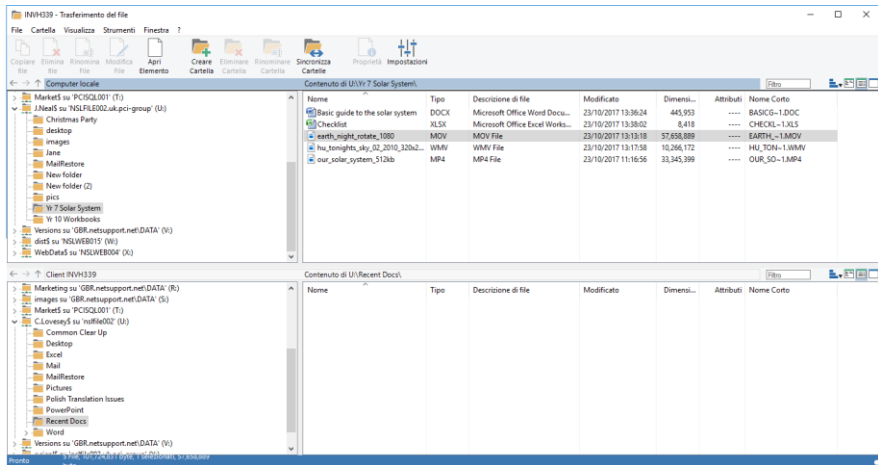 INVH339 - Trasferimento del file
File Cartella Visualizza Strumenti Finestra ?
Copiare file Elimina file Rinomina File Modifica File Apri Elemento Creare Cartella Eliminare Cartella Rinominare Cartella Sincronizza Cartelle Proprietà Impostazioni
Computer locale Contenuto di U:\Yr 7 Solar System\ Filtro
Market$ su 'PCISQL001' (T:)
J.Neal$ su 'NSLFILE002.uk.pci-group' (U:)
Christmas Party
desktop
images
Jane
MailRestore
New folder
New folder (2)
pics
Yr 7 Solar System
Yr 10 Workbooks
Versions su 'GBR.netsupport.net\DATA' (V:)
dist$ su 'NSLWEB015' (W:)
WebData$ su 'NSLWEB004' (X:)
Nome Tipo Descrizione di file Modificato Dimensi... Attributi Nome Corto
Basic guide to the solar system DOCX Microsoft Office Word Docu... 23/10/2017 13:36:24 445,953 ---- BASICG~1.DOC
Checklist XLSX Microsoft Office Excel Works... 23/10/2017 13:38:02 8,418 ---- CHECKL~1.XLS
earth_night_rotate_1080 MOV MOV File 23/10/2017 13:13:18 57,658,889 ---- EARTH_~1.MOV
hu_tonights_sky_02_2010_320x2... WMV WMV File 23/10/2017 13:17:58 10,266,172 ---- HU_TON~1.WMV
our_solar_system_512kb MP4 MP4 File 23/10/2017 11:16:56 33,345,399 ---- OUR_SO~1.MP4
Client INVH339 Contenuto di U:\Recent Docs\ Filtro
Marketing su 'GBR.netsupport.net\DATA' (R:)
images su 'GBR.netsupport.net\DATA' (S:)
Market$ su 'PCISQL001' (T:)
C.Lovesey$ su 'nslfile002' (U:)
Common Clear Up
Desktop
Excel
Mail
MailRestore
Pictures
Polish Translation Issues
PowerPoint
Recent Docs
Word
Versions su 'GBR.netsupport.net\DATA' (V:)
Nome Tipo Descrizione di file Modificato Dimensi... Attributi Nome Corto
Pronto